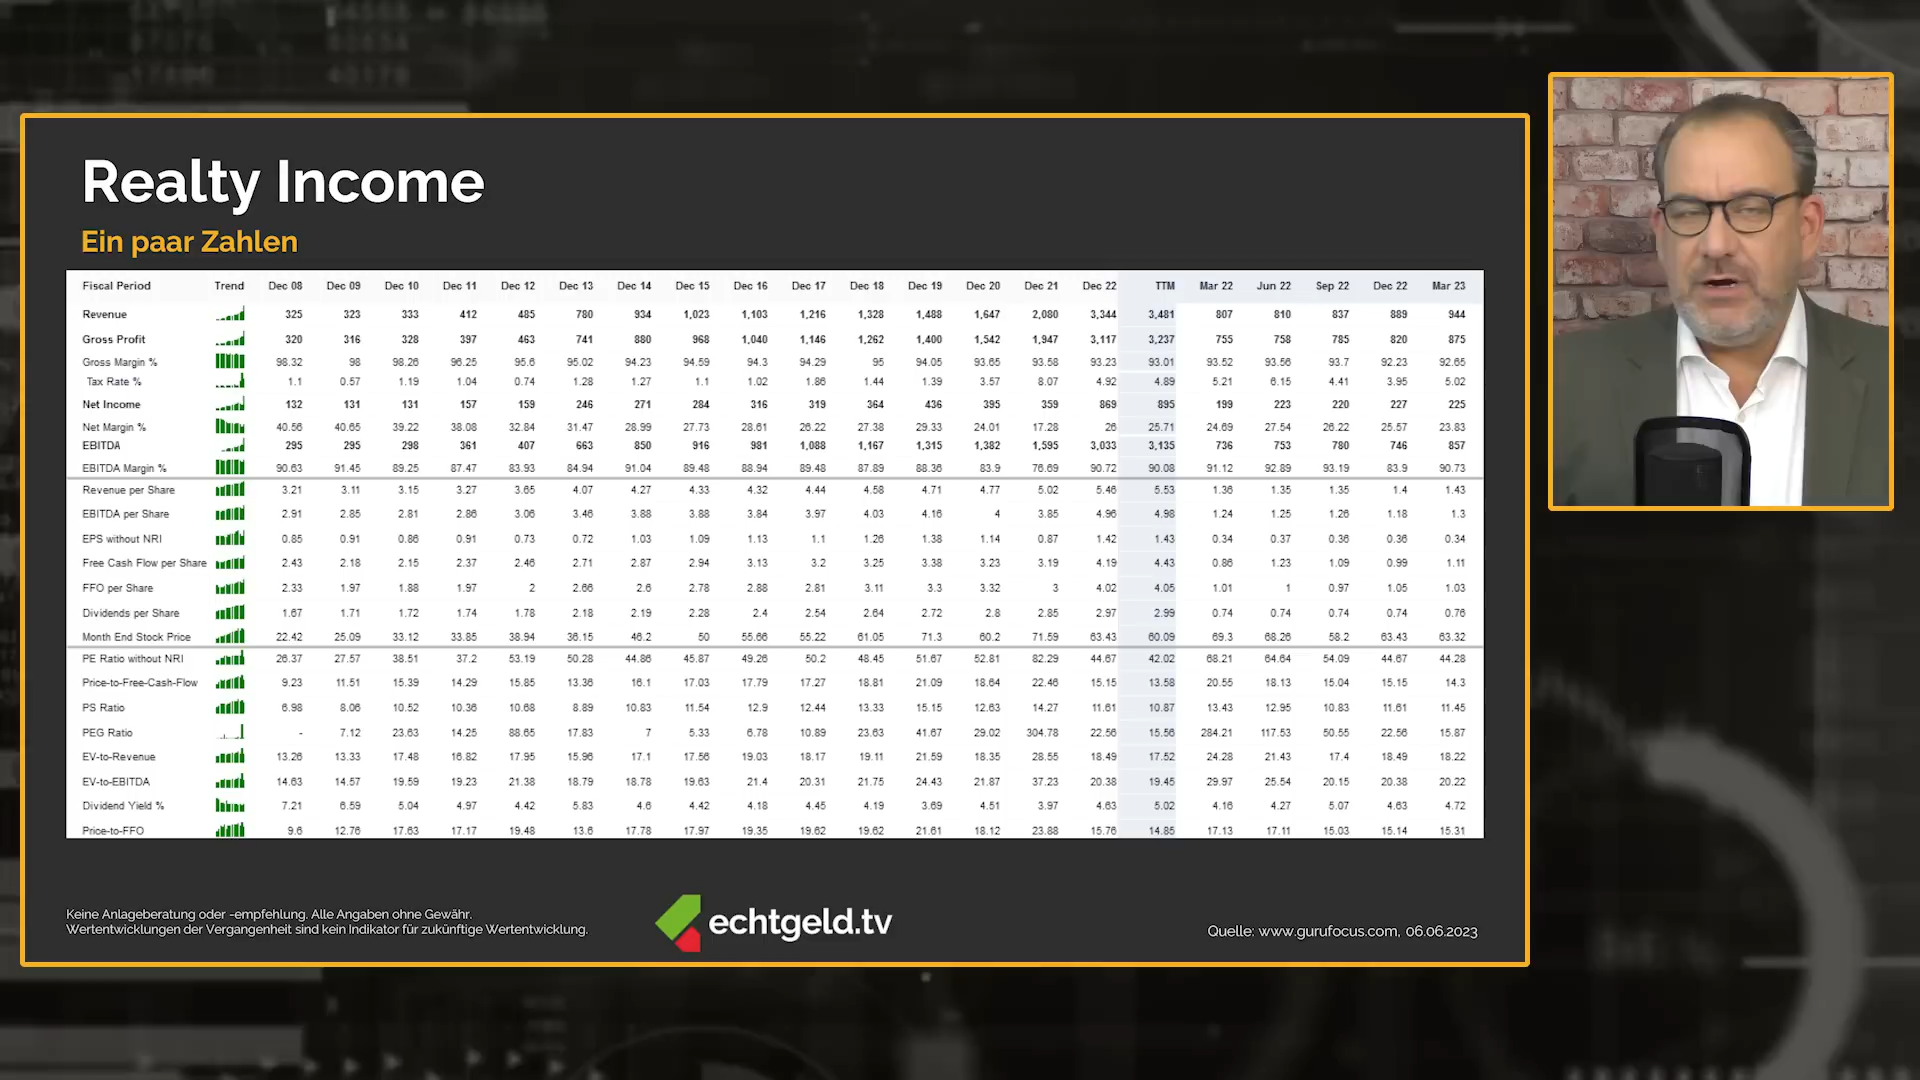 Realty Income
Ein paar Zahlen
Fiscal Period Trend Dec 08 Dec 09 Dec 10 Dec 11 Dec 12 Dec 13 Dec 14 Dec 15 Dec 16 Dec 17 Dec 18 Dec 19 Dec 20 Dec 21 Dec 22 TTM Mar 22 Jun 22 Sep 22 Dec 22 Mar 23
Revenue 325 323 333 412 485 780 934 1,023 1,103 1,216 1,328 1,488 1,647 2,080 3,344 3,481 807 810 837 889 944
Gross Profit 320 316 328 397 463 741 880 968 1,040 1,146 1,262 1,400 1,542 1,947 3,117 3,237 755 758 785 820 875
Gross Margin % 98.32 98 98.26 96.25 95.6 95.02 94.23 94.59 94.3 94.29 95 94.05 93.65 93.58 93.23 93.01 93.52 93.56 93.7 92.23 92.65
Tax Rate % 1.1 0.57 1.19 1.04 0.74 1.28 1.27 1.1 1.02 1.86 1.44 1.39 3.57 8.07 4.92 4.89 5.21 6.15 4.41 3.95 5.02
Net Income 132 131 131 157 159 246 271 284 316 319 364 436 395 359 869 895 199 223 220 227 225
Net Margin % 40.56 40.65 39.22 38.08 32.84 31.47 28.99 27.73 28.61 26.22 27.38 29.33 24.01 17.28 26 25.71 24.69 27.54 26.22 25.57 23.83
EBITDA 295 295 298 361 407 663 850 916 981 1,088 1,167 1,315 1,382 1,595 3,033 3,135 736 753 780 746 857
EBITDA Margin % 90.63 91.45 89.25 87.47 83.93 84.94 91.04 89.48 88.94 89.48 87.89 88.36 83.9 76.69 90.72 90.08 91.12 92.89 93.19 83.9 90.73
Revenue per Share 3.21 3.11 3.15 3.27 3.65 4.07 4.27 4.33 4.32 4.44 4.58 4.71 4.77 5.02 5.46 5.53 1.36 1.35 1.35 1.4 1.43
EBITDA per Share 2.91 2.85 2.81 2.86 3.06 3.46 3.88 3.88 3.84 3.97 4.03 4.16 4 3.85 4.96 4.98 1.24 1.25 1.26 1.18 1.3
EPS without NRI 0.85 0.91 0.86 0.91 0.73 0.72 1.03 1.09 1.13 1.1 1.26 1.38 1.14 0.87 1.42 1.43 0.34 0.37 0.36 0.36 0.34
Free Cash Flow per Share 2.43 2.18 2.15 2.37 2.46 2.71 2.87 2.94 3.13 3.2 3.25 3.38 3.23 3.19 4.19 4.43 0.86 1.23 1.09 0.99 1.11
FFO per Share 2.33 1.97 1.88 1.97 2 2.66 2.6 2.78 2.88 2.81 3.11 3.3 3.32 3 4.02 4.05 1.01 1 0.97 1.05 1.03
Dividends per Share 1.67 1.71 1.72 1.74 1.78 2.18 2.19 2.28 2.4 2.54 2.64 2.72 2.8 2.85 2.97 2.99 0.74 0.74 0.74 0.74 0.76
Month End Stock Price 22.42 25.09 33.12 33.85 38.94 36.15 46.2 50 55.66 55.22 61.05 71.3 60.2 71.59 63.43 60.09 69.3 68.26 58.2 63.43 63.32
PE Ratio without NRI 26.37 27.57 38.51 37.2 53.19 50.28 44.86 45.87 49.26 50.2 48.45 51.67 52.81 82.29 44.67 42.02 68.21 64.64 54.09 44.67 44.28
Price-to-Free-Cash-Flow 9.23 11.51 15.39 14.29 15.85 13.36 16.1 17.03 17.79 17.27 18.81 21.09 18.64 22.46 15.15 13.58 20.55 18.13 15.04 15.15 14.3
PS Ratio 6.98 8.06 10.52 10.36 10.68 8.89 10.83 11.54 12.9 12.44 13.33 15.15 12.63 14.27 11.61 10.87 13.43 12.95 10.83 11.61 11.45
PEG Ratio - 7.12 23.63 14.25 88.65 17.83 7 5.33 6.78 10.89 23.63 41.67 29.02 304.78 22.56 15.56 284.21 117.53 50.55 22.56 15.87
EV-to-Revenue 13.26 13.33 17.48 16.82 17.95 15.96 17.1 17.56 19.03 18.17 19.11 21.59 18.35 28.55 18.49 17.52 24.28 21.43 17.4 18.49 18.22
EV-to-EBITDA 14.63 14.57 19.59 19.23 21.38 18.79 18.78 19.63 21.4 20.31 21.75 24.43 21.87 37.23 20.38 19.45 29.97 25.54 20.15 20.38 20.22
Dividend Yield % 7.21 6.59 5.04 4.97 4.42 5.83 4.6 4.42 4.18 4.45 4.19 3.69 4.51 3.97 4.63 5.02 4.16 4.27 5.07 4.63 4.72
Price-to-FFO 9.6 12.76 17.63 17.17 19.48 13.6 17.78 17.97 19.35 19.62 19.62 21.61 18.12 23.88 15.76 14.85 17.13 17.11 15.03 15.14 15.31
Keine Anlageberatung oder -empfehlung. Alle Angaben ohne Gewähr.
Wertentwicklungen der Vergangenheit sind kein Indikator für zukünftige Wertentwicklung.
echtgeld.tv
Quelle: www.gurufocus.com, 06.06.2023